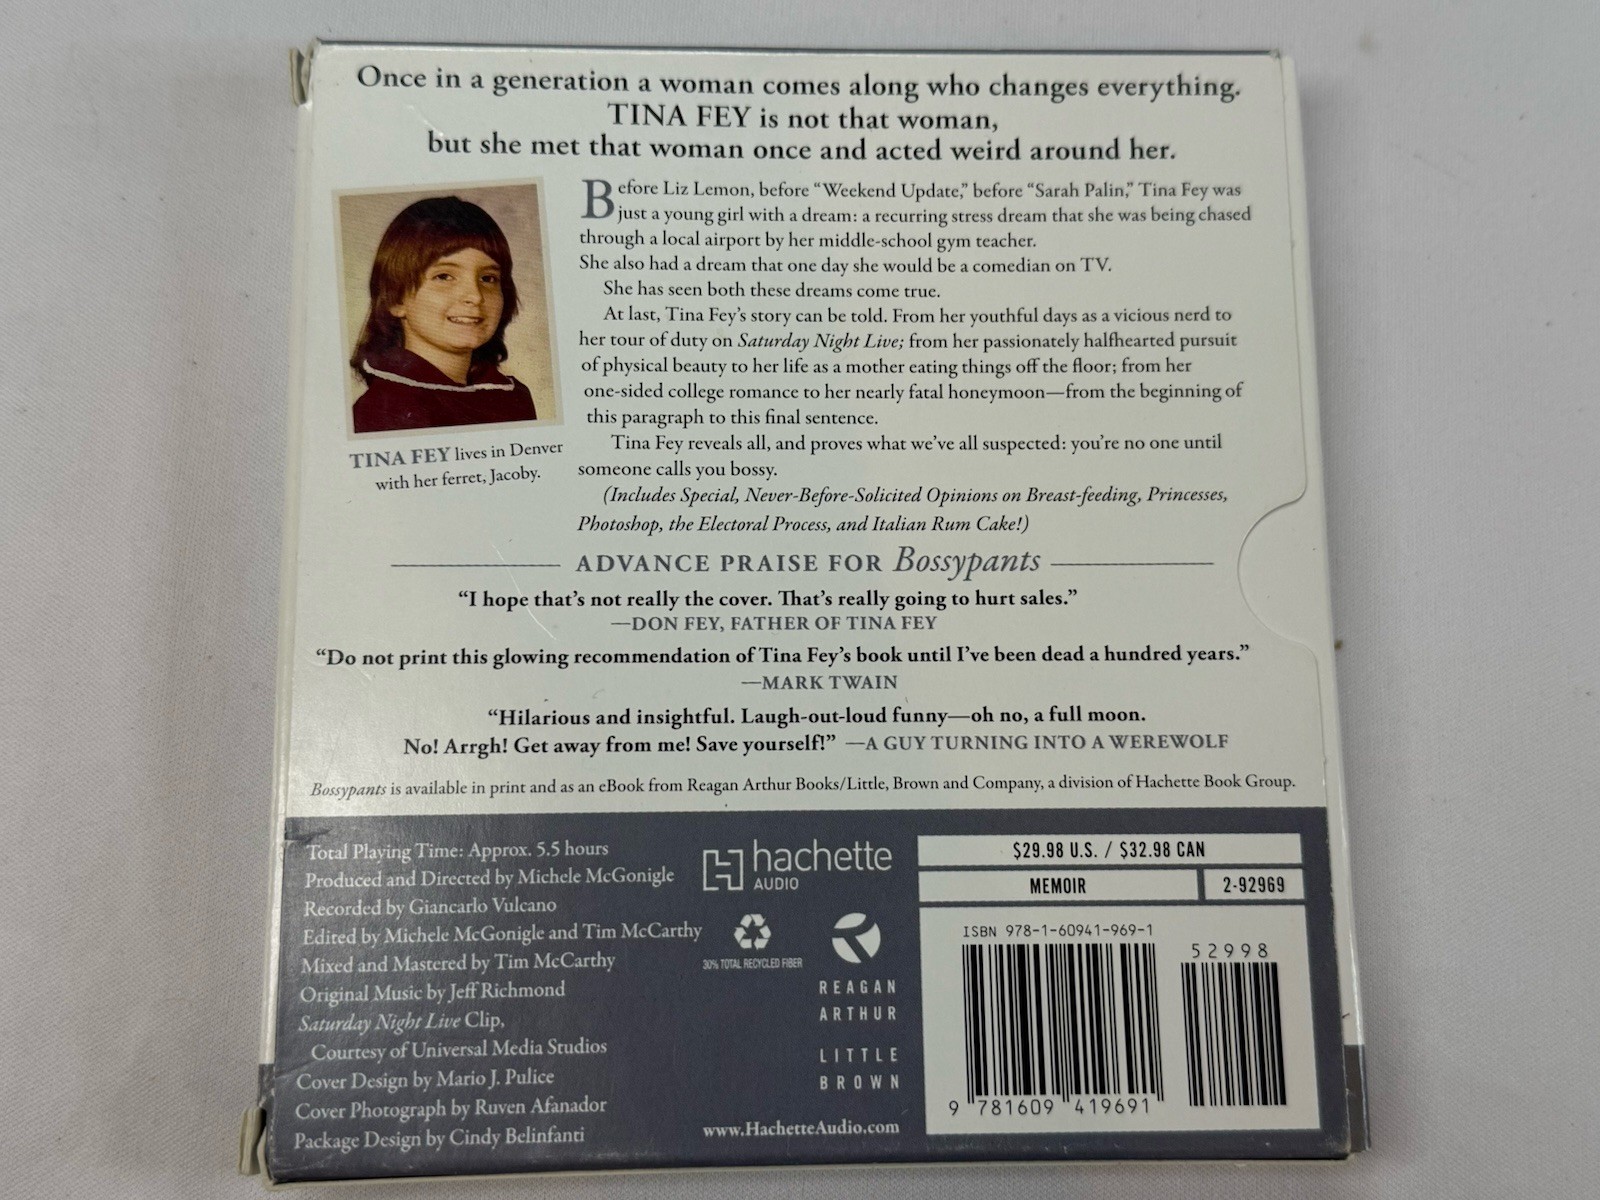 Once in a generation a woman comes along who changes everything.
TINA FEY is not that woman,
but she met that woman once and acted weird around her.
Before Liz Lemon, before “Weekend Update,” before “Sarah Palin,” Tina Fey was
just a young girl with a dream: a recurring stress dream that she was being chased
through a local airport by her middle-school gym teacher.
She also had a dream that one day she would be a comedian on TV.
She has seen both these dreams come true.
At last, Tina Fey’s story can be told. From her youthful days as a vicious nerd to
her tour of duty on Saturday Night Live; from her passionately halfhearted pursuit
of physical beauty to her life as a mother eating things off the floor; from her
one-sided college romance to her nearly fatal honeymoon—from the beginning of
this paragraph to this final sentence.
Tina Fey reveals all, and proves what we’ve all suspected: you’re no one until
someone calls you bossy.
(Includes Special, Never-Before-Solicited Opinions on Breast-feeding, Princesses,
Photoshop, the Electoral Process, and Italian Rum Cake!)
TINA FEY lives in Denver
with her ferret, Jacoby.
ADVANCE PRAISE FOR Bossypants
“I hope that’s not really the cover. That’s really going to hurt sales.”
—DON FEY, FATHER OF TINA FEY
“Do not print this glowing recommendation of Tina Fey’s book until I’ve been dead a hundred years.”
—MARK TWAIN
“Hilarious and insightful. Laugh-out-loud funny—oh no, a full moon.
No! Arrgh! Get away from me! Save yourself!” —A GUY TURNING INTO A WEREWOLF
Bossypants is available in print and as an eBook from Reagan Arthur Books/Little, Brown and Company, a division of Hachette Book Group.
Total Playing Time: Approx. 5.5 hours
Produced and Directed by Michele McGonigle
Recorded by Giancarlo Vulcano
Edited by Michele McGonigle and Tim McCarthy
Mixed and Mastered by Tim McCarthy
Original Music by Jeff Richmond
Saturday Night Live Clip,
Courtesy of Universal Media Studios
Cover Design by Mario J. Pulice
Cover Photograph by Ruven Afanador
Package Design by Cindy Belinfanti
hachette
AUDIO
30% TOTAL RECYCLED FIBER
REAGAN
ARTHUR
LITTLE
BROWN
www.HachetteAudio.com
$29.98 U.S. / $32.98 CAN
MEMOIR
2-92969
ISBN 978-1-60941-969-1
52998
9 781609 419691